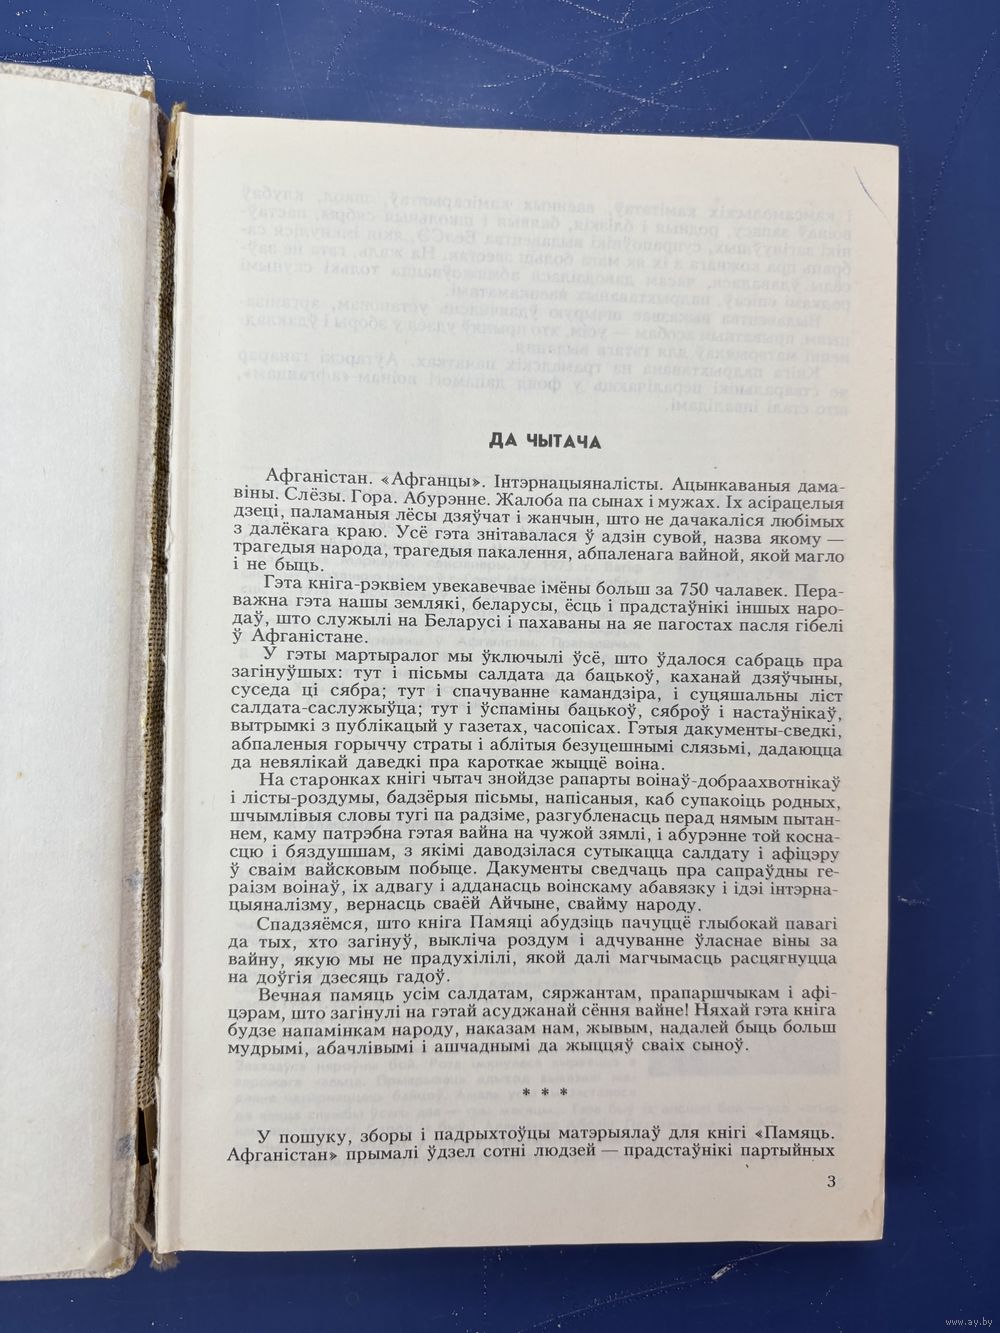 ДА ЧЫТАЧА
Афганістан. «Афганцы». Інтэрнацыяналісты. Ацынкаваныя дама-
віны. Слёзы. Гора. Абурэнне. Жалоба па сынах і мужах. Іх асірацелыя
дзеці, паламаныя лёсы дзяўчат і жанчын, што не дачакаліся любімых
з далёкага краю. Усё гэта знітавалася ў адзін сувой, назва якому —
трагедыя народа, трагедыя пакалення, абпаленага вайной, якой магло
і не быць.
Гэта кніга-рэквіем увекавечвае імёны больш за 750 чалавек. Пера-
важна гэта нашы землякі, беларусы, ёсць і прадстаўнікі іншых наро-
даў, што служылі на Беларусі і пахаваны на яе пагостах пасля гібелі
ў Афганістане.
У гэты мартыралог мы ўключылі ўсё, што ўдалося сабраць пра
загінуўшых: тут і пісьмы салдата да бацькоў, каханай дзяўчыны,
суседа ці сябра; тут і спачуванне камандзіра, і суцяшальны ліст
салдата-саслужыўца; тут і ўспаміны бацькоў, сяброў і настаўнікаў,
вытрымкі з публікацый у газетах, часопісах. Гэтыя дакументы-сведкі,
абпаленыя горыччу страты і аблітыя безуцешнымі слязьмі, дадаюцца
да невялікай даведкі пра кароткае жыццё воіна.
На старонках кнігі чытач знойдзе рапарты воінаў-добраахвотнікаў
і лісты-роздумы, бадзёрыя пісьмы, напісаныя, каб супакоіць родных,
шчымлівыя словы тугі па радзіме, разгубленасць перад нямым пытан-
нем, каму патрэбна гэтая вайна на чужой зямлі, і абурэнне той косна-
сцю і бяздушшам, з якімі даводзілася сутыкацца салдату і афіцэру
ў сваім вайсковым побыце. Дакументы сведчаць пра сапраўдны ге-
раізм воінаў, іх адвагу і адданасць воінскаму абавязку і ідэі інтэрна-
цыяналізму, вернасць сваёй Айчыне, свайму народу.
Спадзяёмся, што кніга Памяці абудзіць пачуццё глыбокай павагі
да тых, хто загінуў, выкліча роздум і адчуванне ўласнае віны за
вайну, якую мы не прадухілілі, якой далі магчымасць расцягнуцца
на доўгія дзесяць гадоў.
Вечная памяць усім салдатам, сяржантам, прапаршчыкам і афі-
цэрам, што загінулі на гэтай асуджанай сёння вайне! Няхай гэта кніга
будзе напамінкам народу, наказам нам, жывым, надалей быць больш
мудрымі, абачлівымі і ашчаднымі да жыццяў сваіх сыноў.
* * *
У пошуку, зборы і падрыхтоўцы матэрыялаў для кнігі «Памяць.
Афганістан» прымалі ўдзел сотні людзей — прадстаўнікі партыйных
3
www.ay.by